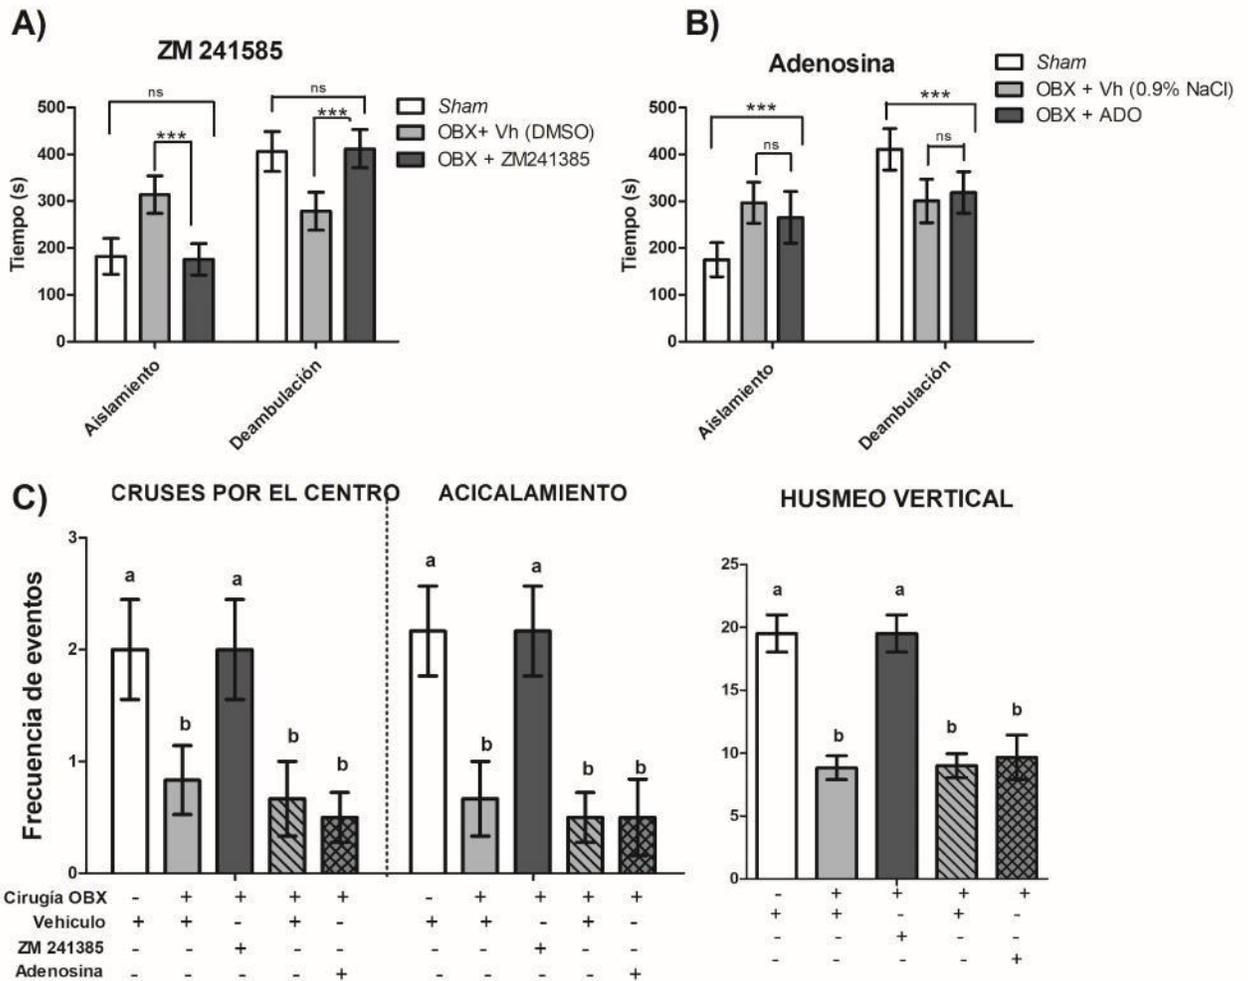 A)
ZM 241585
ns
ns
***
***
500
400
300
200
100
0
Tiempo (s)
Aislamiento
Deambulación
Sham
OBX+ Vh (DMSO)
OBX + ZM241385
B)
Adenosina
Sham
OBX + Vh (0.9% NaCl)
OBX + ADO
***
***
ns
ns
500
400
300
200
100
0
Tiempo (s)
Aislamiento
Deambulación
C)
CRUSES POR EL CENTRO
ACICALAMIENTO
HUSMEO VERTICAL
Frecuencia de eventos
3
2
1
0
a
b
a
b
b
a
b
a
b
b
25
20
15
10
5
0
a
b
a
b
b
Cirugía OBX - + + + + - + + + + - + + + +
Vehiculo + + - + - + + - + - + + - + -
ZM 241385 - - + - - - - + - - - - + - -
Adenosina - - - - + - - - - + - - - - +